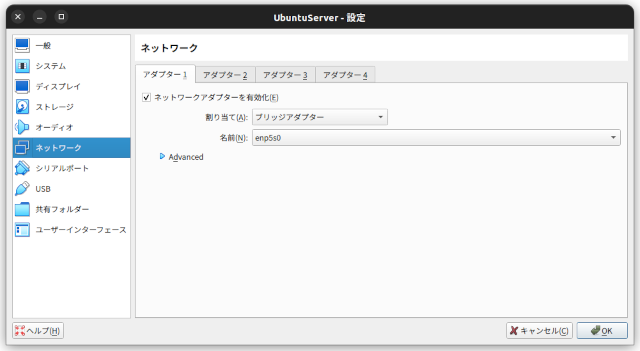 UbuntuServer - 設定
一般
システム
ディスプレイ
ストレージ
オーディオ
ネットワーク
シリアルポート
USB
共有フォルダー
ユーザーインターフェース
ネットワーク
アダプター 1 アダプター 2 アダプター 3 アダプター 4
ネットワークアダプターを有効化(E)
割り当て(A): ブリッジアダプター
名前(N): enp5s0
Advanced
ヘルプ(H) キャンセル(C) OK